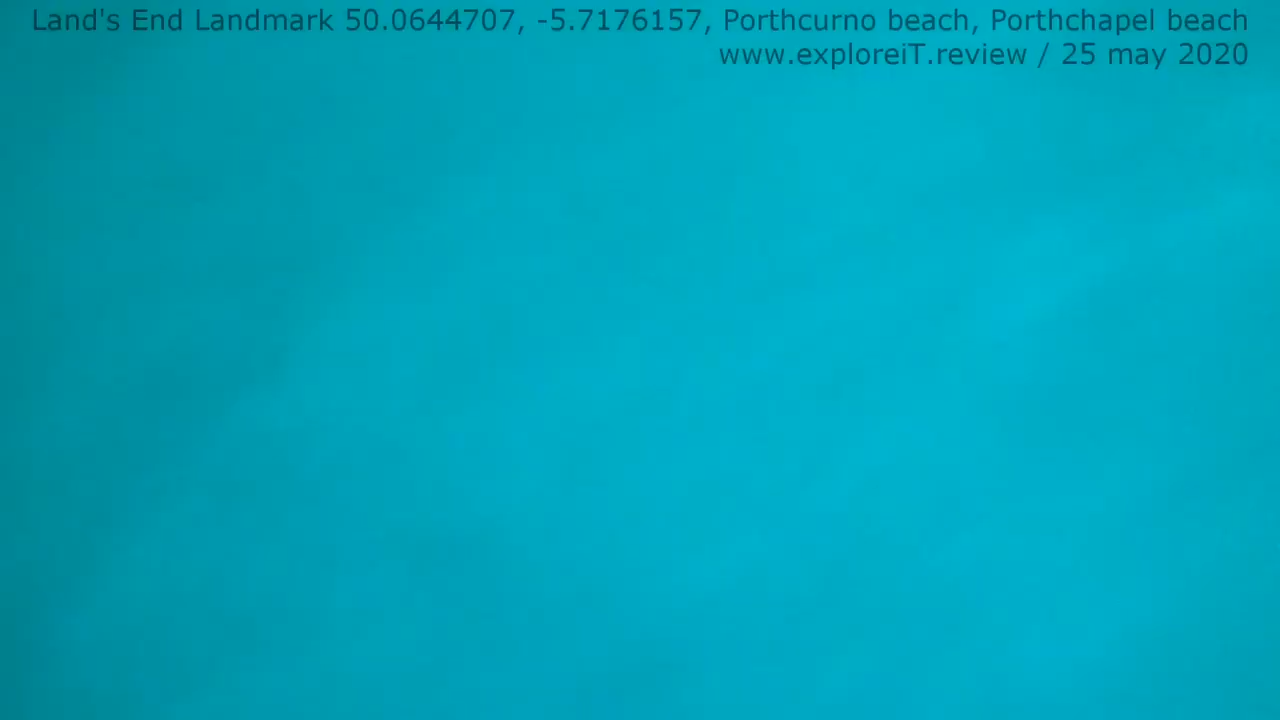 Land's End Landmark 50.0644707, -5.7176157, Porthcurno beach, Porthchapel beach
www.exploreiT.review / 25 may 2020